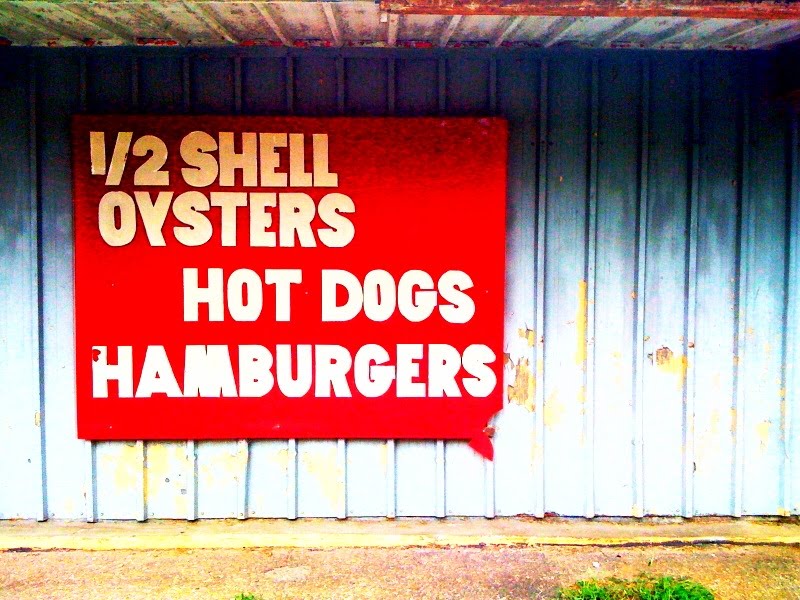 1/2 SHELL
OYSTERS
HOT DOGS
HAMBURGERS